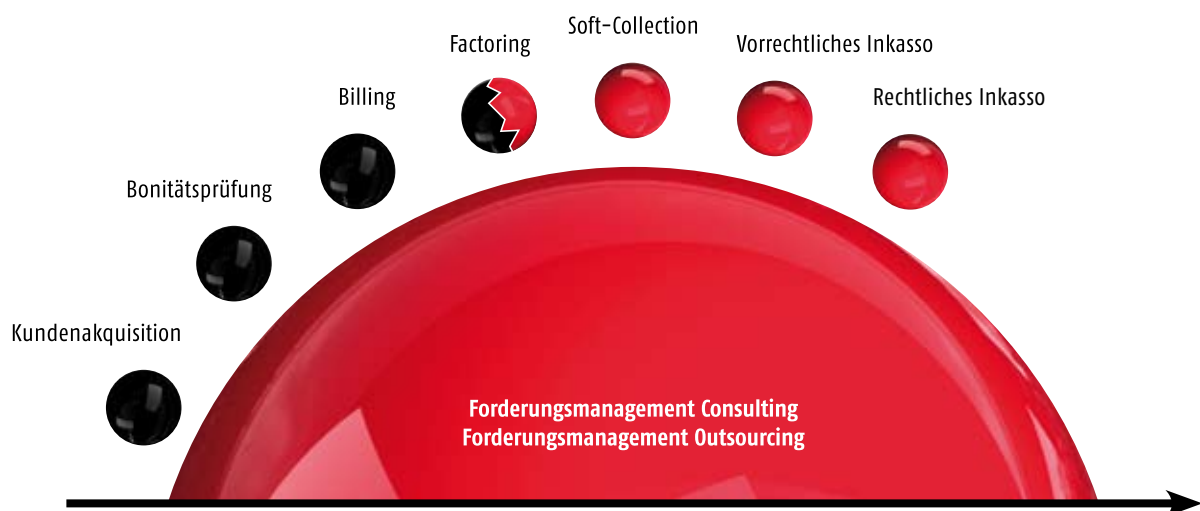 Soft-Collection
Factoring
Vorrechtliches Inkasso
Billing
Rechtliches Inkasso
Bonitätsprüfung
Kundenakquisition
Forderungsmanagement Consulting
Forderungsmanagement Outsourcing